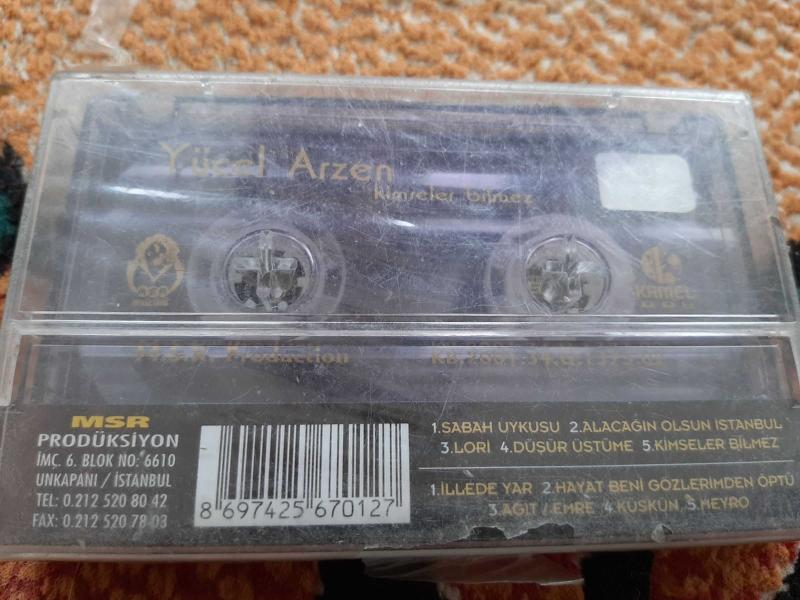 Yücel Arzen
kimseler bilmez
MSR
KAMEL
M.S.R. Production
MSR
PRODÜKSİYON
İMÇ. 6. BLOK NO: 6610
UNKAPANI / İSTANBUL
TEL: 0.212 520 80 42
FAX: 0.212 520 78 03
8 697425 670127
1.SABAH UYKUSU 2.ALACAĞIN OLSUN İSTANBUL
3.LORİ 4.DÜŞÜR ÜSTÜME 5.KİMSELER BİLMEZ
1.İLLEDE YAR 2.HAYAT BENİ GÖZLERİMDEN ÖPTÜ
3.AĞIT / EMRE 4.KÜSKÜN 5.HEYRO